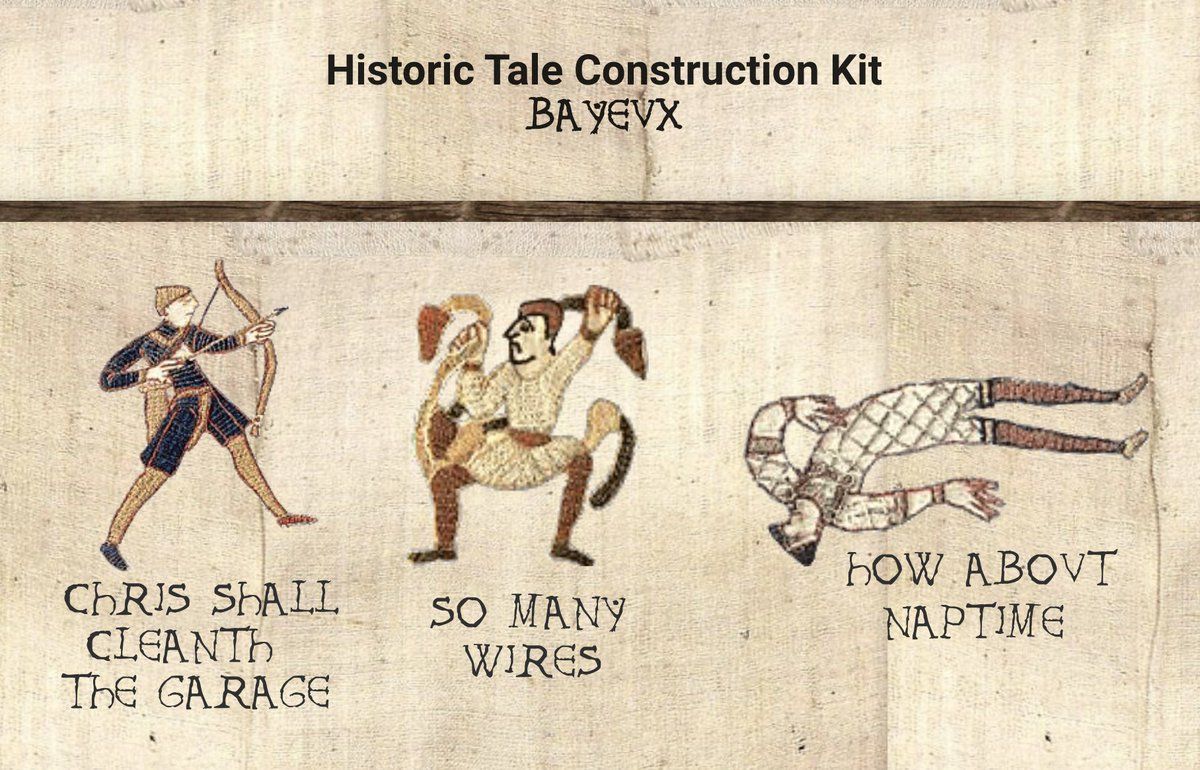 Historic Tale Construction Kit
BAYEVX
ChRIS ShALL
CLEANTh
ThE GARAGE
SO MANY
WIRES
hOW ABOVT
NAPTIME